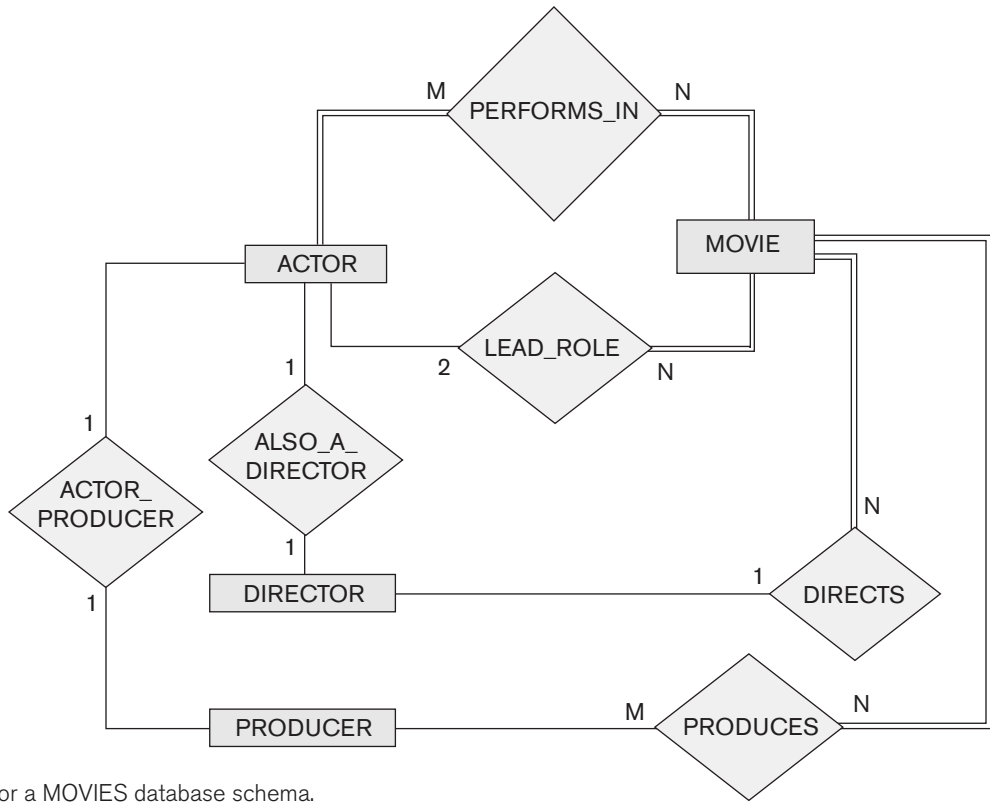 M
N
PERFORMS_IN
MOVIE
ACTOR
LEAD_ROLE
2
N
1
1
ALSO_A_
DIRECTOR
ACTOR_
PRODUCER
N
1
1
1
DIRECTOR
DIRECTS
M
N
PRODUCER
PRODUCES
or a MOVIES database schema.